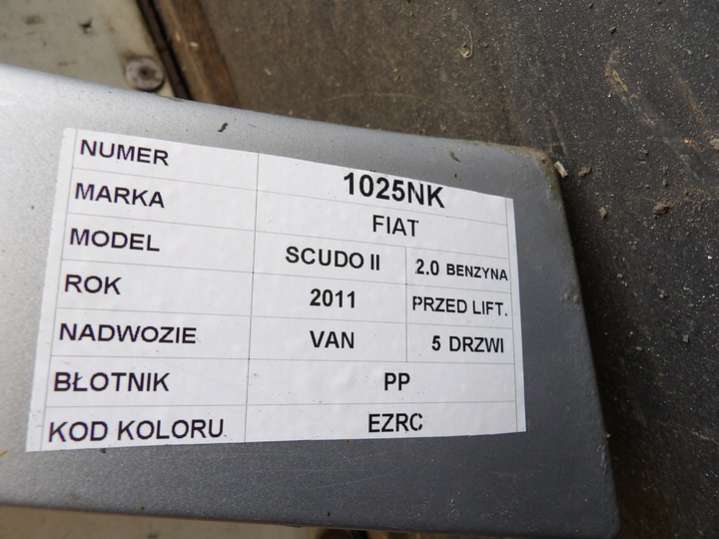 NUMER 1025NK
MARKA FIAT
MODEL SCUDO II 2.0 BENZYNA
ROK 2011 PRZED LIFT.
NADWOZIE VAN 5 DRZWI
BŁOTNIK PP
KOD KOLORU EZRC